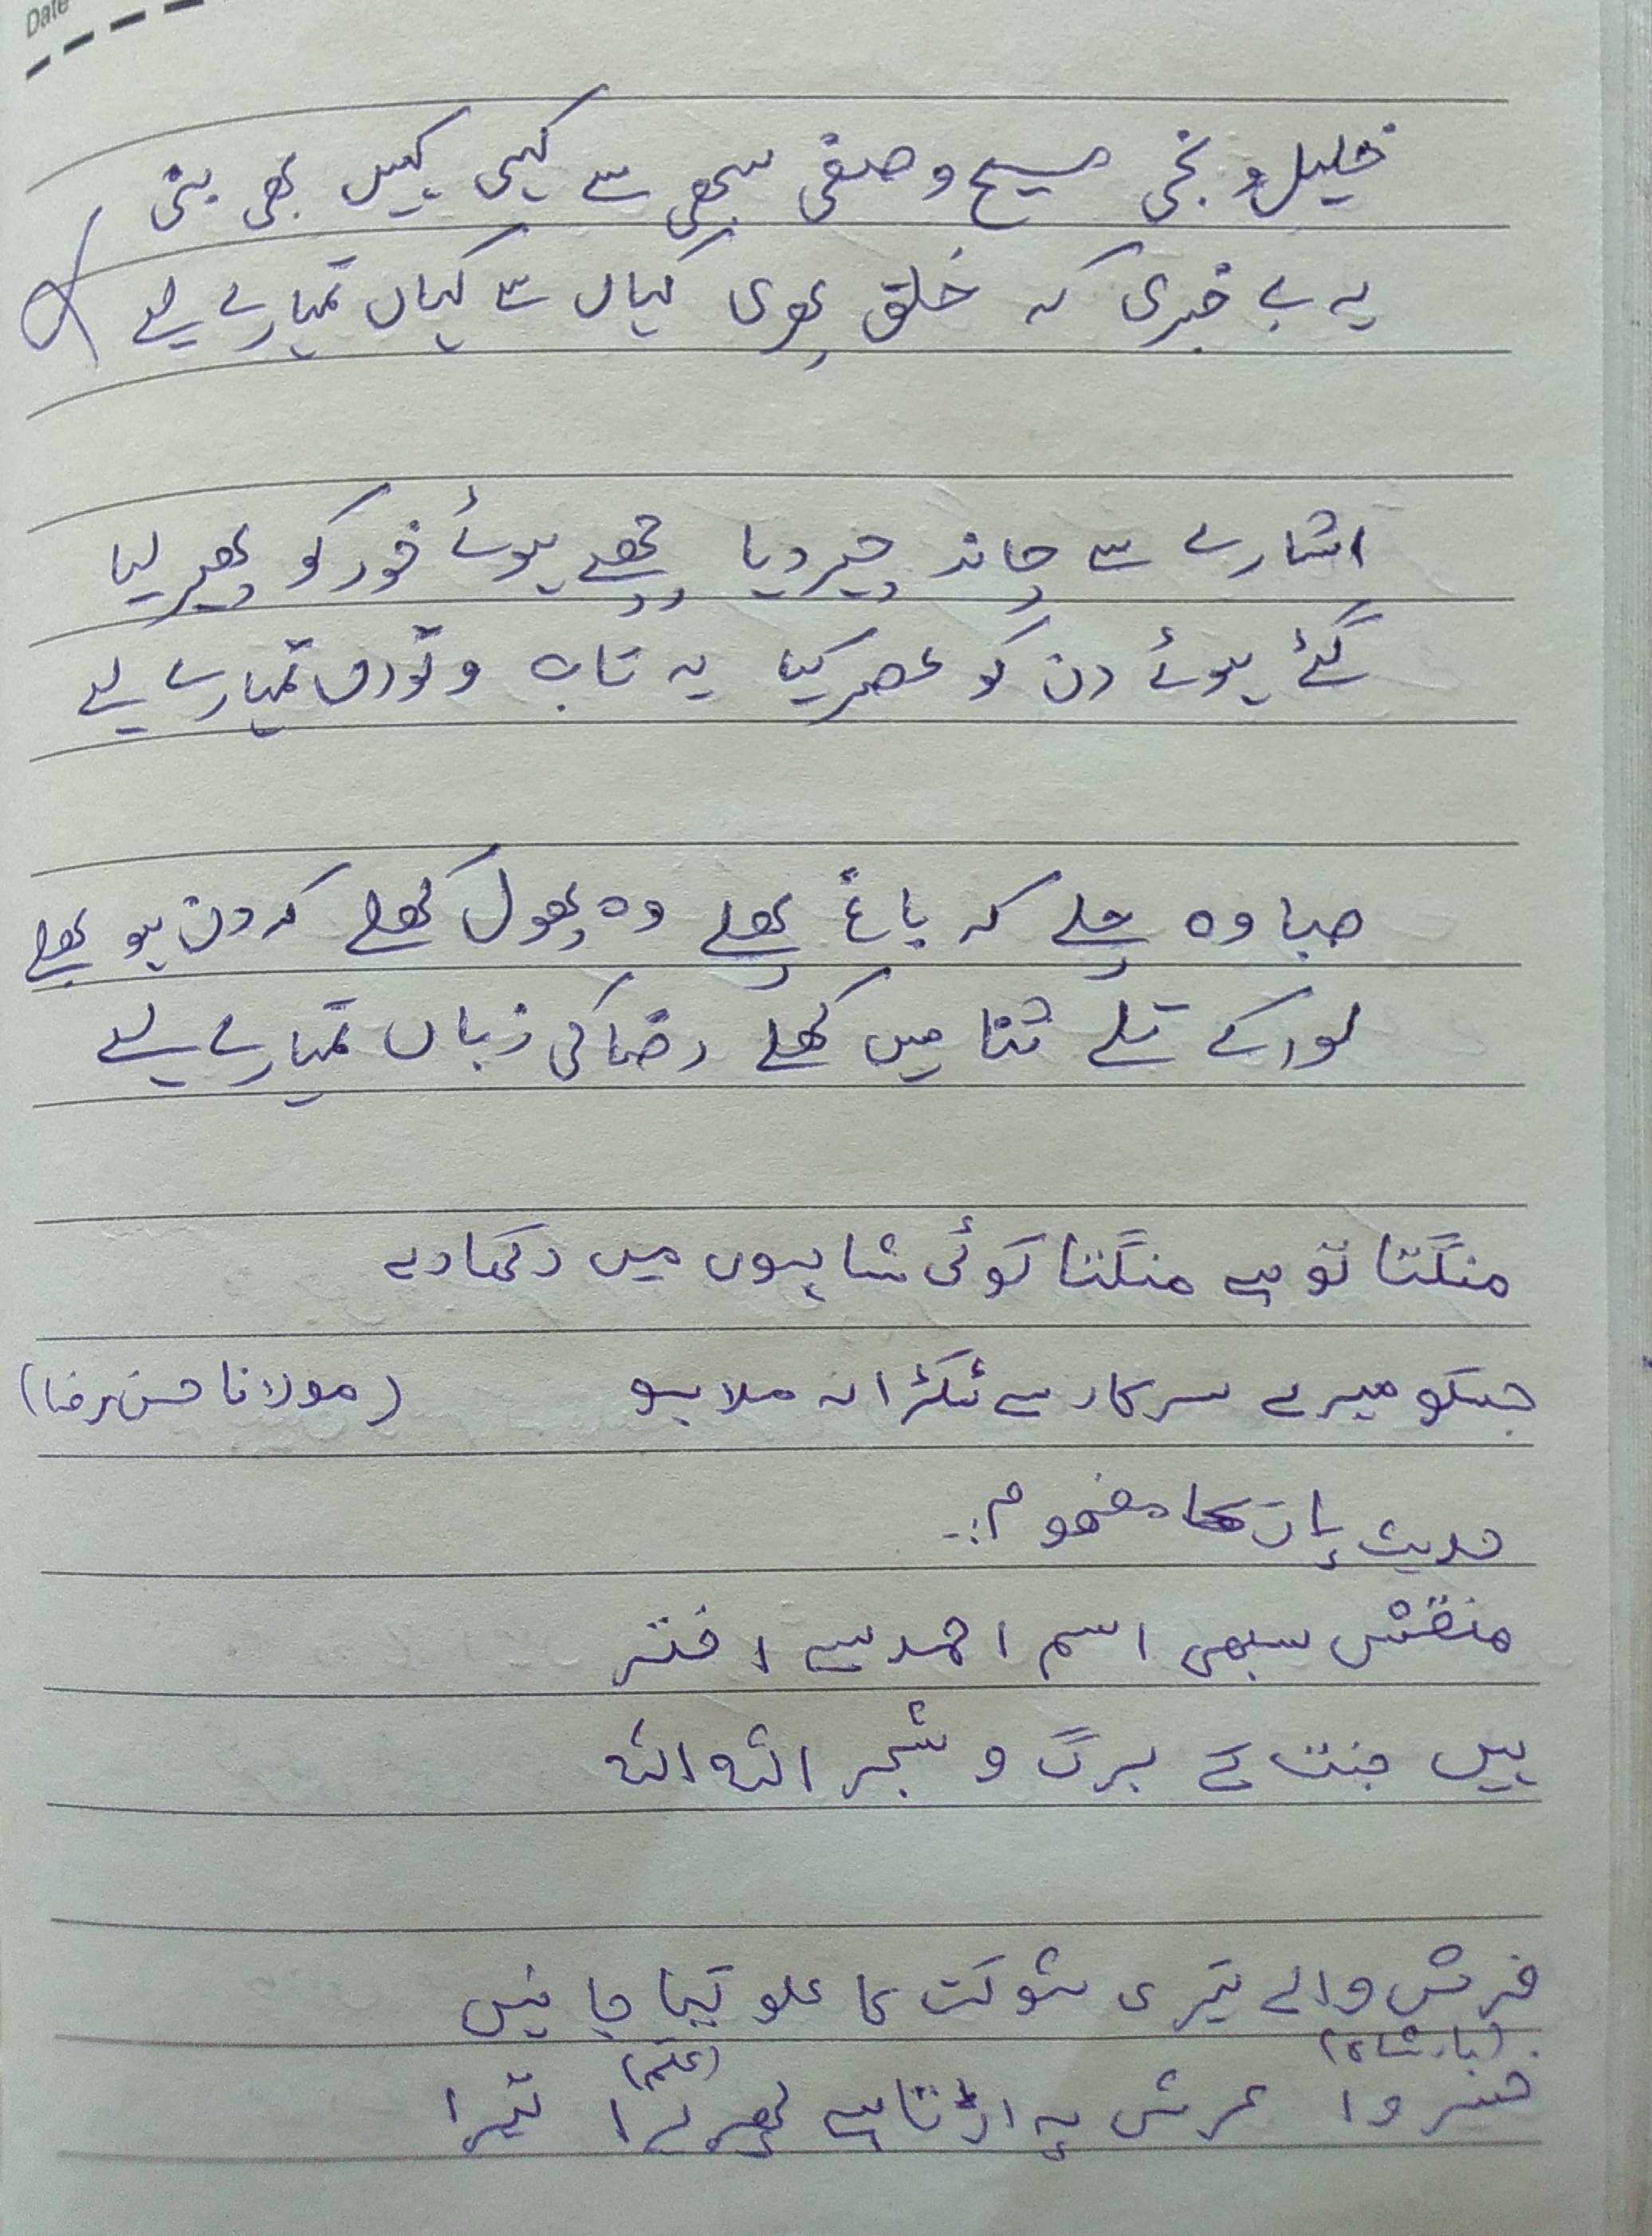 Date
خلیل و نجی مسیح و صفی سبھی سے کہی کہیں بھی بنی
یہ بے خبری کہ خلق پھری کہاں سے کہاں تمہارے لیے
اشارے سے چاند چیر دیا چھپے ہوئے خور کو پھیر لیا
گئے ہوئے دن کو عصر کیا یہ تاب و تواں تمہارے لیے
صبا وہ چلے کہ باغ پھلے وہ پھول کھلے کہ دن ہو بھلے
لوا کے تلے ثنا میں کھلے رضا کی زباں تمہارے لیے
منگتا تو ہے منگتا کوئی شاہوں میں دکھا دے
جسکو میرے سرکار سے ٹکڑا نہ ملا ہو (مولانا حسن رضا)
حدیث پاک کا مفہوم :-
منقش سبھی اسم احمد سے اختر
ہیں جنت کے برگ و شجر اللہ اللہ
فرش والے تیری شوکت کا علو کیا جانیں
(بادشاہ) (علم)
خسروا عرش پہ اڑتا ہے پھریرا تیرا